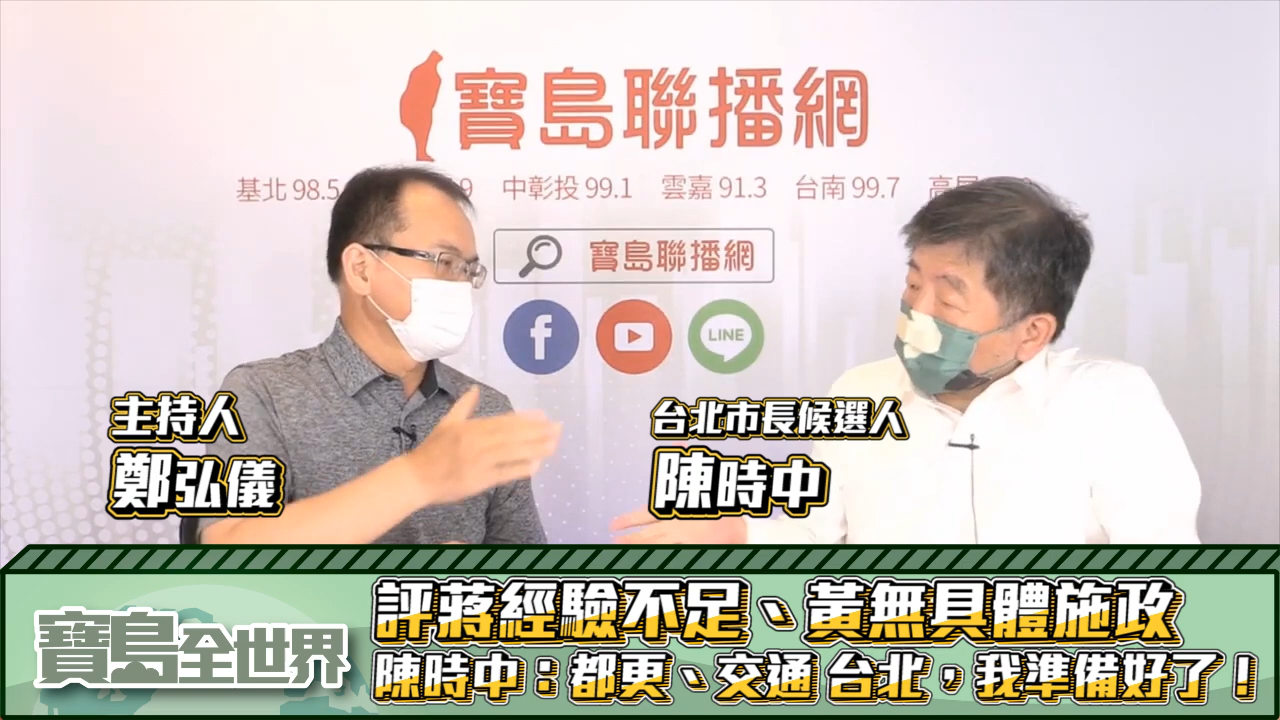 寶島聯播網
基北98.5 9 中彰投99.1 雲嘉91.3 台南99.7
寶島聯播網
LINE
主持人
鄭弘儀
台北市長候選人
陳時中
寶島全世界
評蔣經驗不足、黃無具體施政
陳時中：都更、交通 台北，我準備好了！